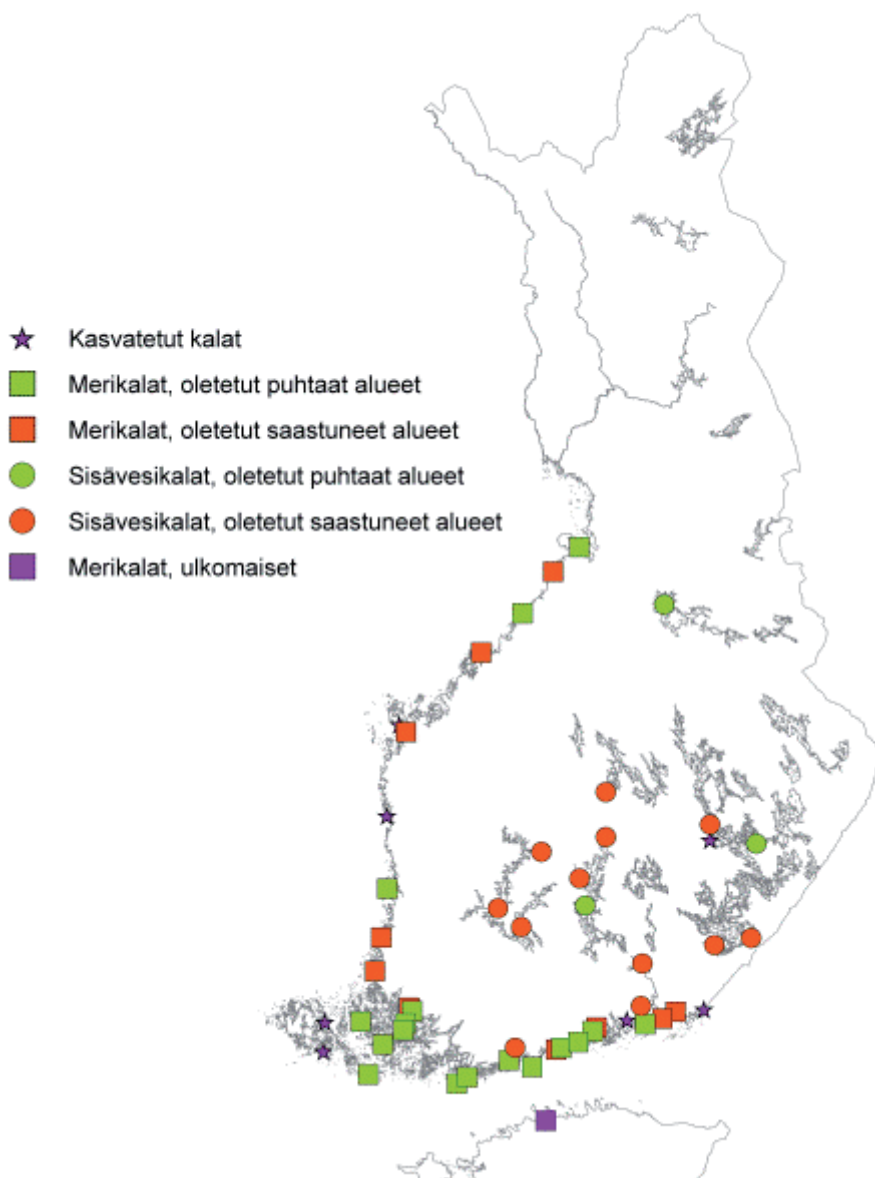 Kasvatetut kalat
Merikalat, oletetut puhtaat alueet
Merikalat, oletetut saastuneet alueet
Sisävesikalat, oletetut puhtaat alueet
Sisävesikalat, oletetut saastuneet alueet
Merikalat, ulkomaiset